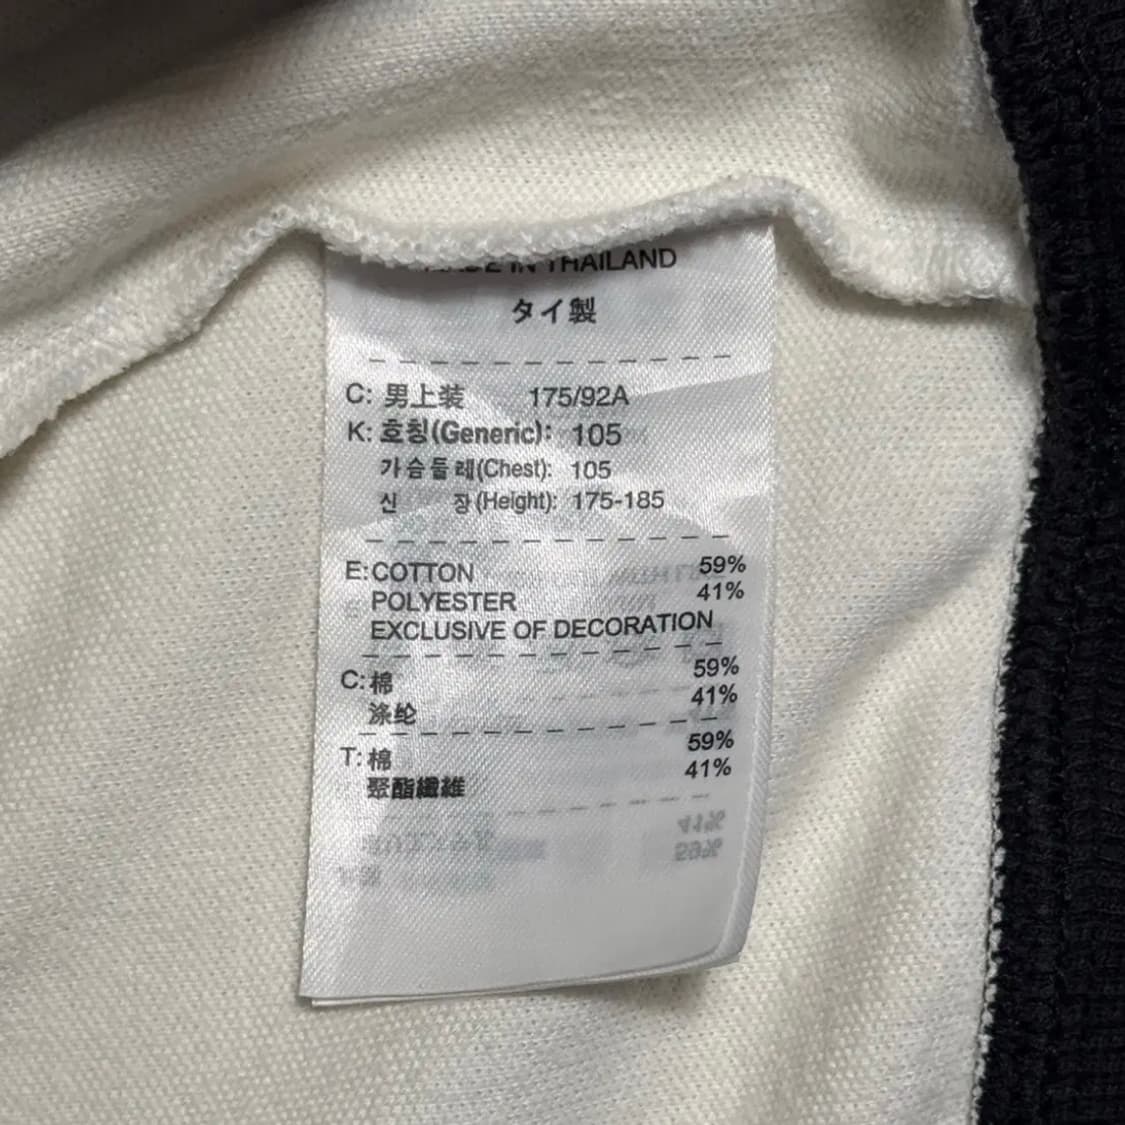 MADE IN THAILAND
タイ製
C: 男上装 175/92A
K: 호칭(Generic): 105
가슴둘레(Chest): 105
신 장(Height): 175-185
E: COTTON 59%
POLYESTER 41%
EXCLUSIVE OF DECORATION
C: 棉 59%
涤纶 41%
T: 棉 59%
聚酯纖維 41%